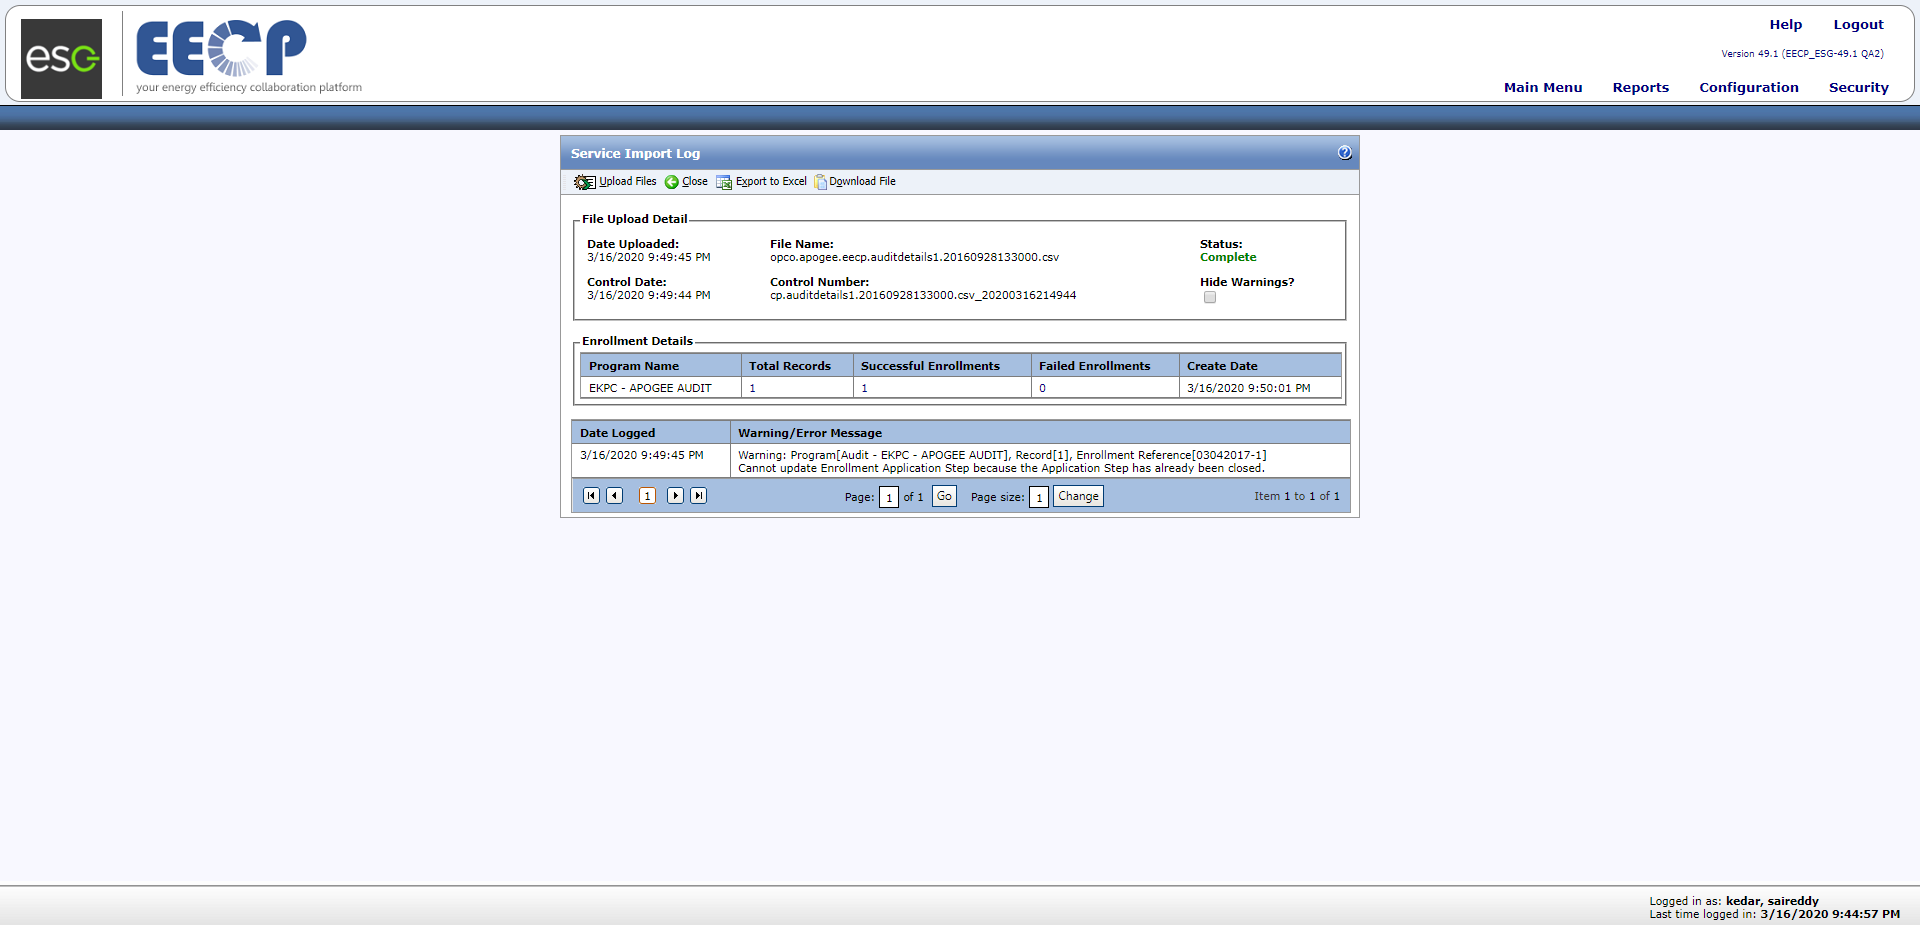 esg
EECP
your energy efficiency collaboration platform
Help Logout
Version 49.1 (EECP_ESG-49.1 QA2)
Main Menu Reports Configuration Security
Service Import Log
?
Upload Files Close Export to Excel Download File
File Upload Detail
Date Uploaded: File Name: Status:
3/16/2020 9:49:45 PM opco.apogee.eecp.auditdetails1.20160928133000.csv Complete
Control Date: Control Number: Hide Warnings?
3/16/2020 9:49:44 PM cp.auditdetails1.20160928133000.csv_20200316214944
Enrollment Details
Program Name Total Records Successful Enrollments Failed Enrollments Create Date
EKPC - APOGEE AUDIT 1 1 0 3/16/2020 9:50:01 PM
Date Logged Warning/Error Message
3/16/2020 9:49:45 PM Warning: Program[Audit - EKPC - APOGEE AUDIT], Record[1], Enrollment Reference[03042017-1]
Cannot update Enrollment Application Step because the Application Step has already been closed.
1 Page: 1 of 1 Go Page size: 1 Change Item 1 to 1 of 1
Logged in as: kedar, saireddy
Last time logged in: 3/16/2020 9:44:57 PM